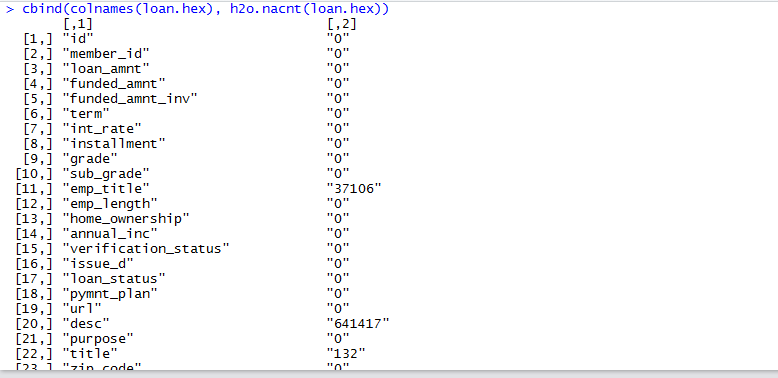 > cbind(colnames(loan.hex), h2o.nacnt(loan.hex))
[,1] [,2]
[1,] "id" "0"
[2,] "member_id" "0"
[3,] "loan_amnt" "0"
[4,] "funded_amnt" "0"
[5,] "funded_amnt_inv" "0"
[6,] "term" "0"
[7,] "int_rate" "0"
[8,] "installment" "0"
[9,] "grade" "0"
[10,] "sub_grade" "0"
[11,] "emp_title" "37106"
[12,] "emp_length" "0"
[13,] "home_ownership" "0"
[14,] "annual_inc" "0"
[15,] "verification_status" "0"
[16,] "issue_d" "0"
[17,] "loan_status" "0"
[18,] "pymnt_plan" "0"
[19,] "url" "0"
[20,] "desc" "641417"
[21,] "purpose" "0"
[22,] "title" "132"
[23,] "zip_code" "0"